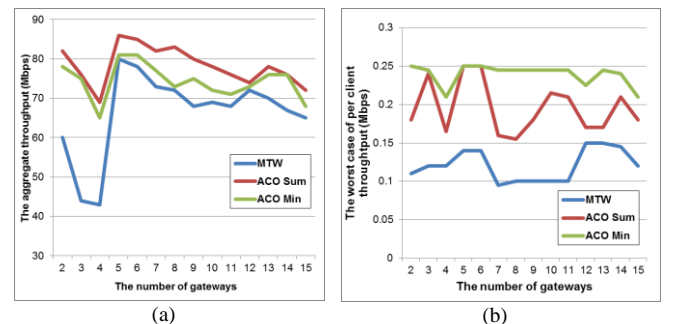 The aggregate throughput (Mbps)
90
80
70
60
50
40
30
2 3 4 5 6 7 8 9 10 11 12 13 14 15
The number of gateways
MTW
ACO Sum
ACO Min
(a)
The worst case of per client
throughtput (Mbps)
0.3
0.25
0.2
0.15
0.1
0.05
0
2 3 4 5 6 7 8 9 10 11 12 13 14 15
The number of gateways
MTW
ACO Sum
ACO Min
(b)